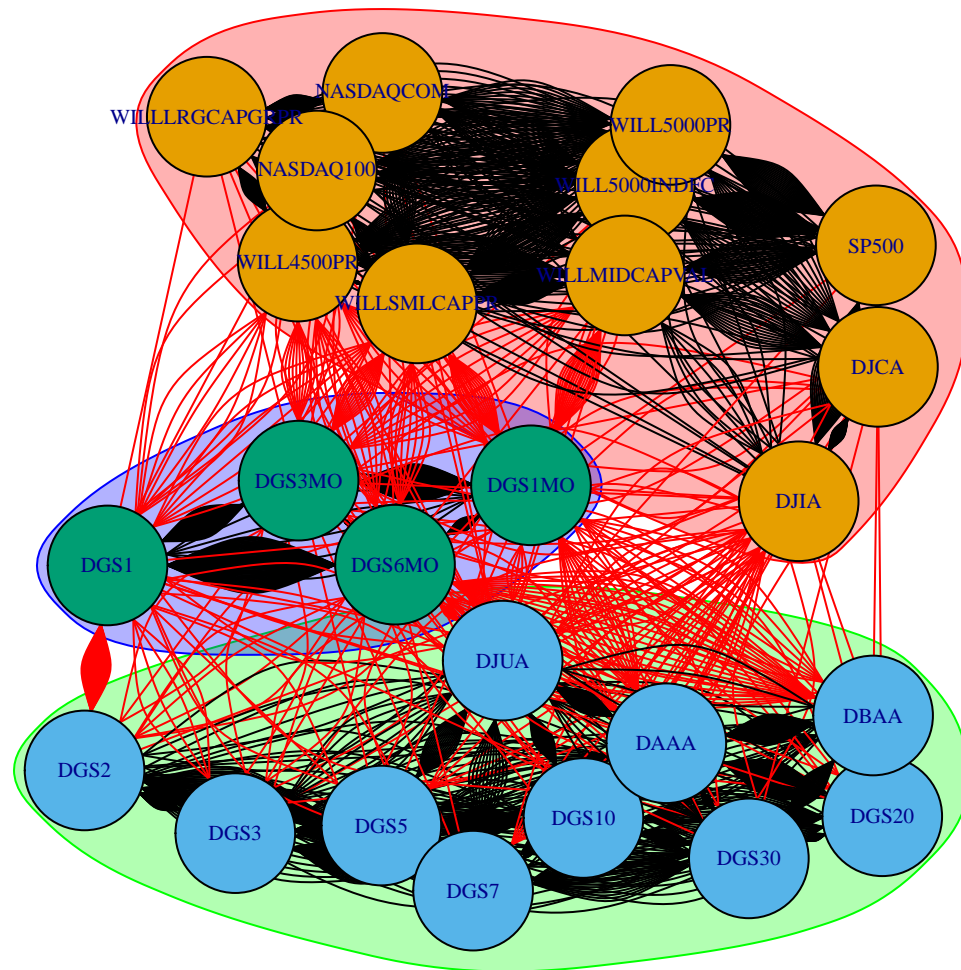 NASDAQCOM
WILLLRGCAPGRPR
WILL5000PR
NASDAQ100
WILL5000INDFC
SP500
WILL4500PR
WILLMIDCAPVAL
WILLSMLCAPPR
DJCA
DGS3MO
DGS1MO
DJIA
DGS1
DGS6MO
DJUA
DBAA
DAAA
DGS2
DGS20
DGS10
DGS5
DGS3
DGS30
DGS7